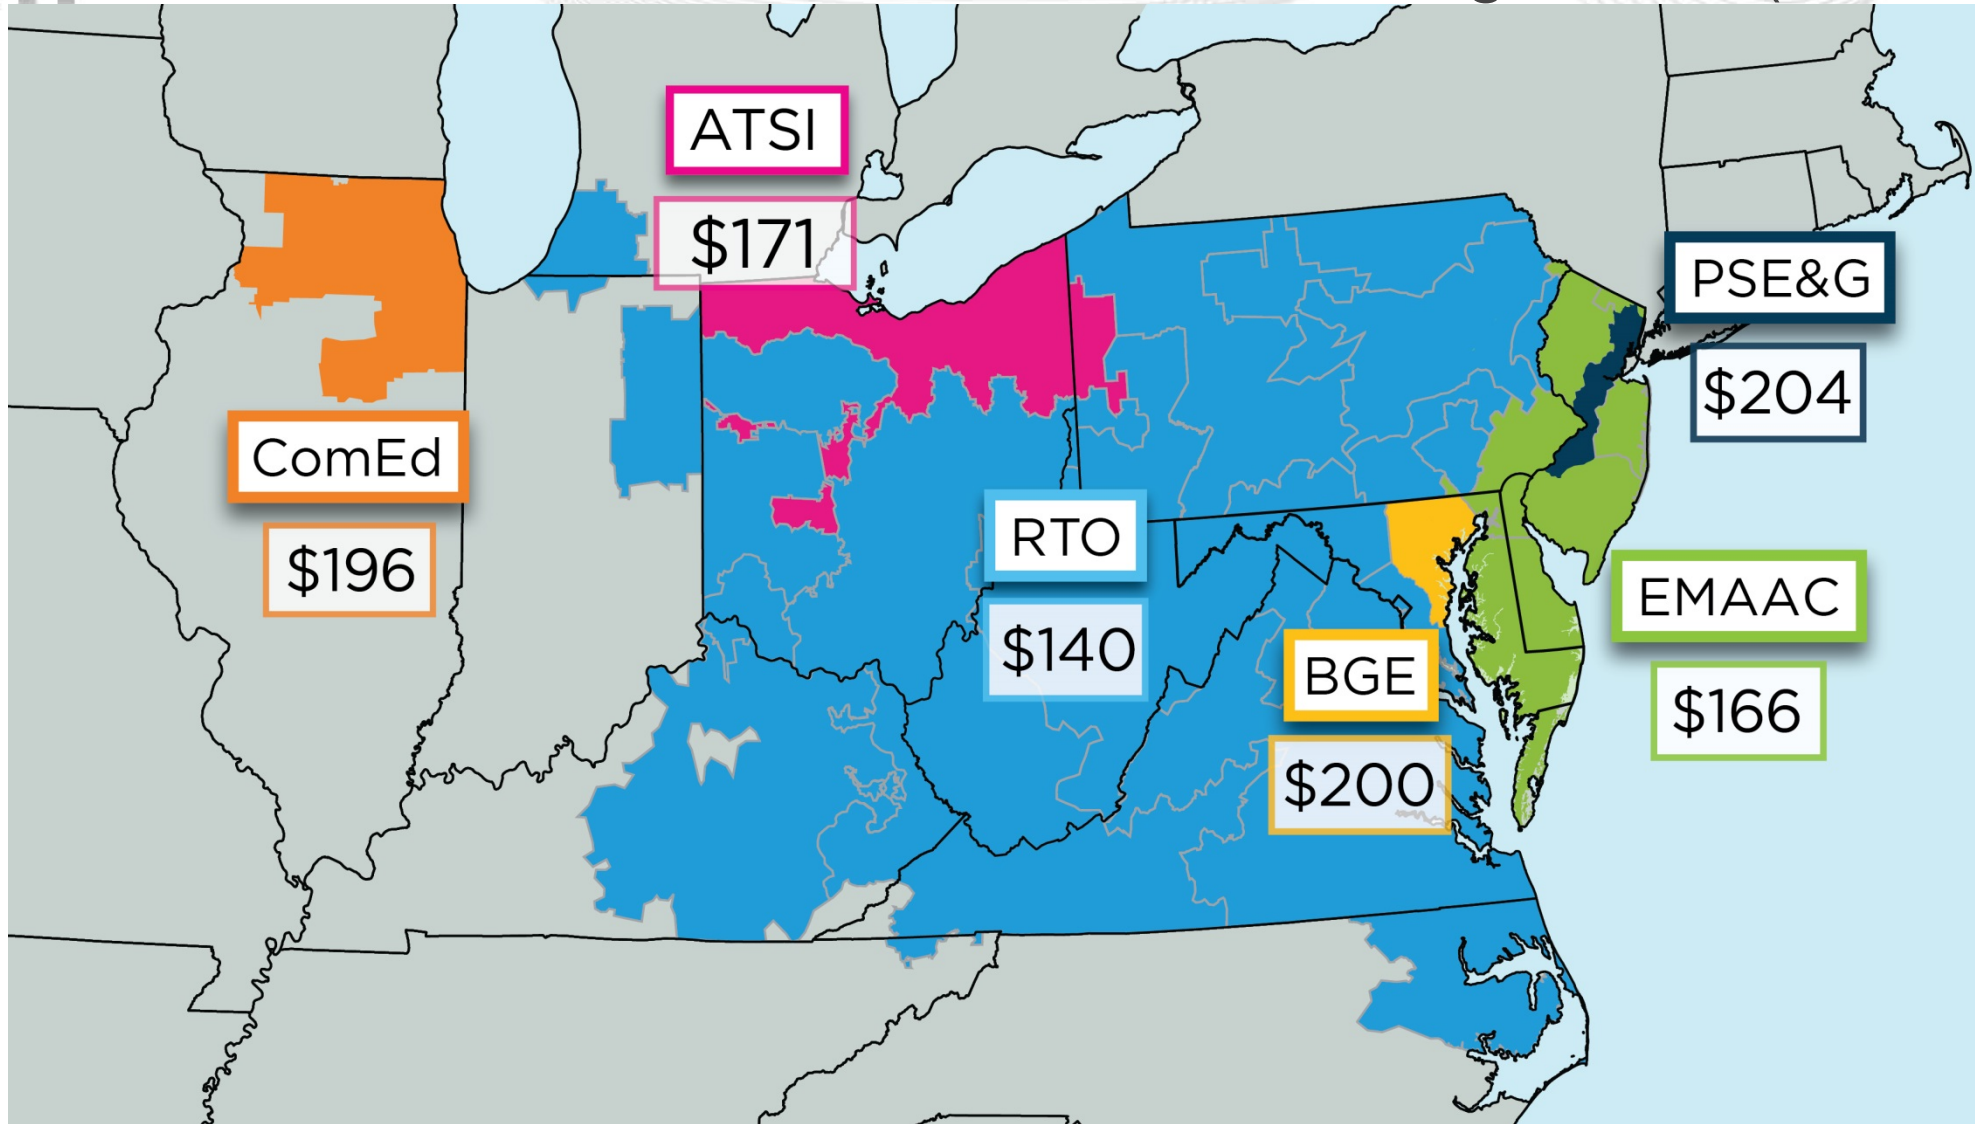 ATSI
$171
PSE&G
$204
ComEd
$196
RTO
$140
EMAAC
$166
BGE
$200